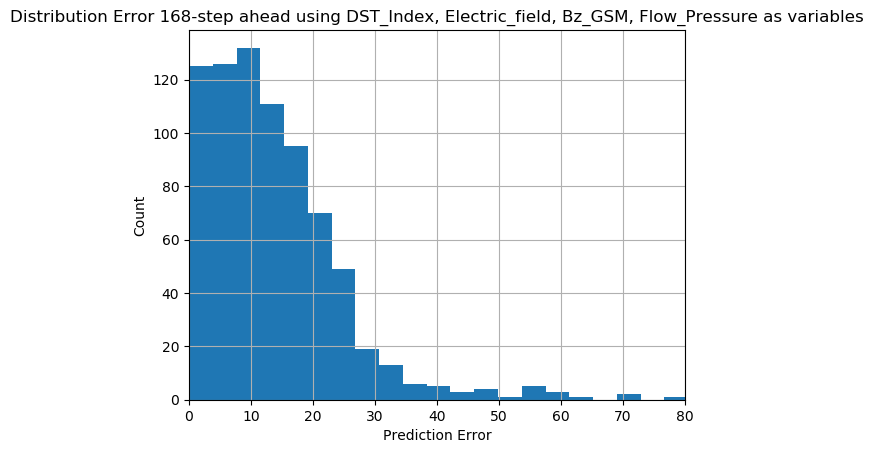 Distribution Error 168-step ahead using DST_Index, Electric_field, Bz_GSM, Flow_Pressure as variables
120
100
80
60
40
20
0
Count
0 10 20 30 40 50 60 70 80
Prediction Error